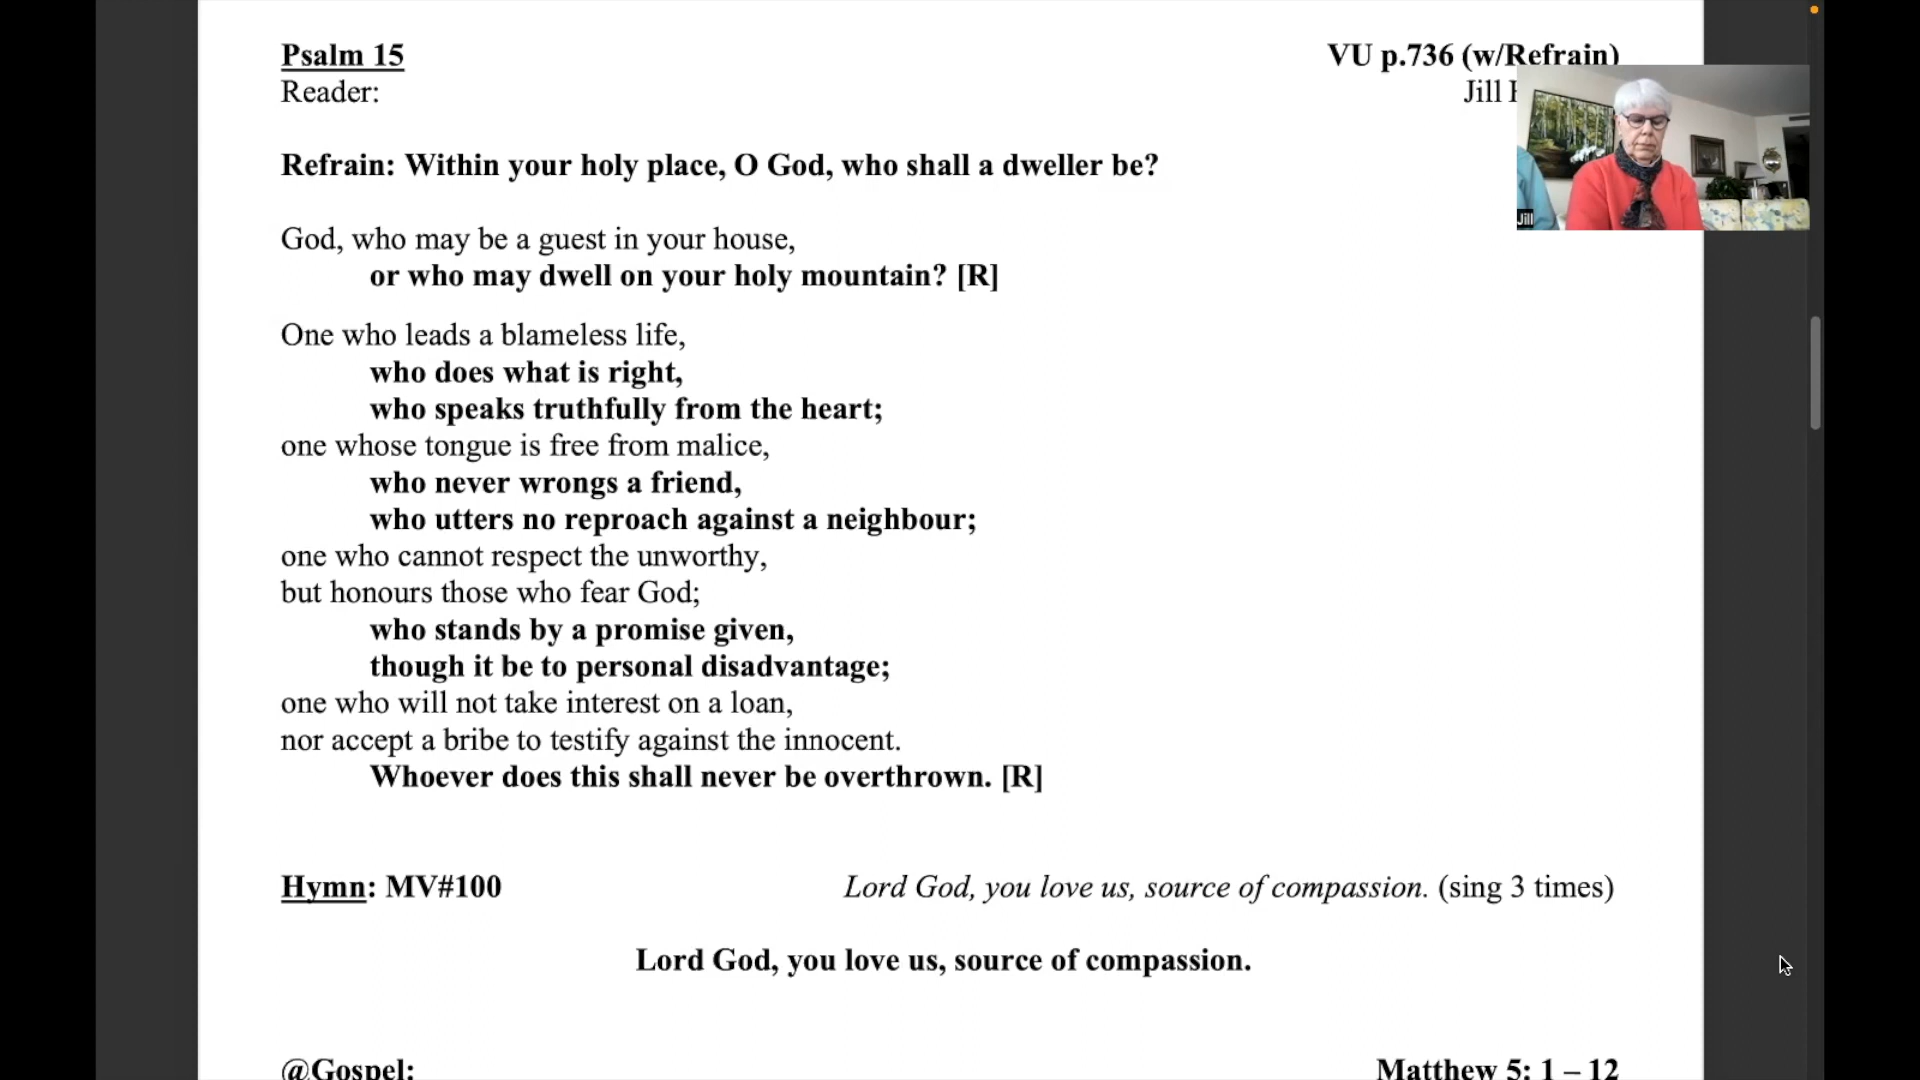 Psalm 15 VU p.736 (w/Refrain)
Reader: Jill
Refrain: Within your holy place, O God, who shall a dweller be?
Jill
God, who may be a guest in your house,
or who may dwell on your holy mountain? [R]
One who leads a blameless life,
who does what is right,
who speaks truthfully from the heart;
one whose tongue is free from malice,
who never wrongs a friend,
who utters no reproach against a neighbour;
one who cannot respect the unworthy,
but honours those who fear God;
who stands by a promise given,
though it be to personal disadvantage;
one who will not take interest on a loan,
nor accept a bribe to testify against the innocent.
Whoever does this shall never be overthrown. [R]
Hymn: MV#100 Lord God, you love us, source of compassion. (sing 3 times)
Lord God, you love us, source of compassion.
@Gospel: Matthew 5: 1 – 12